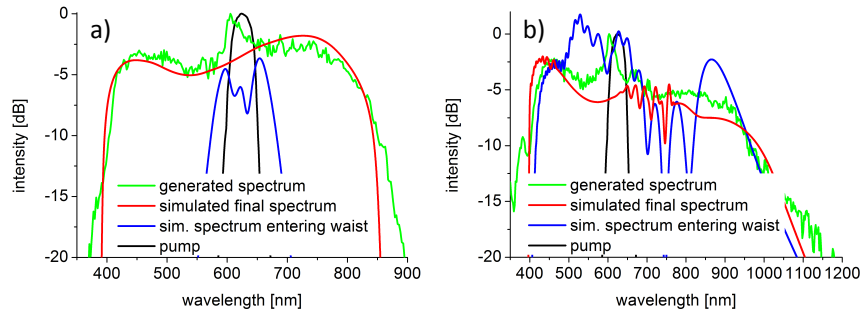 a)
0
-5
-10
-15
-20
intensity [dB]
generated spectrum
simulated final spectrum
sim. spectrum entering waist
pump
400 500 600 700 800 900
wavelength [nm]
b)
0
-5
-10
-15
-20
intensity [dB]
generated spectrum
simulated final spectrum
sim. spectrum entering waist
pump
400 500 600 700 800 900 1000 1100 1200
wavelength [nm]